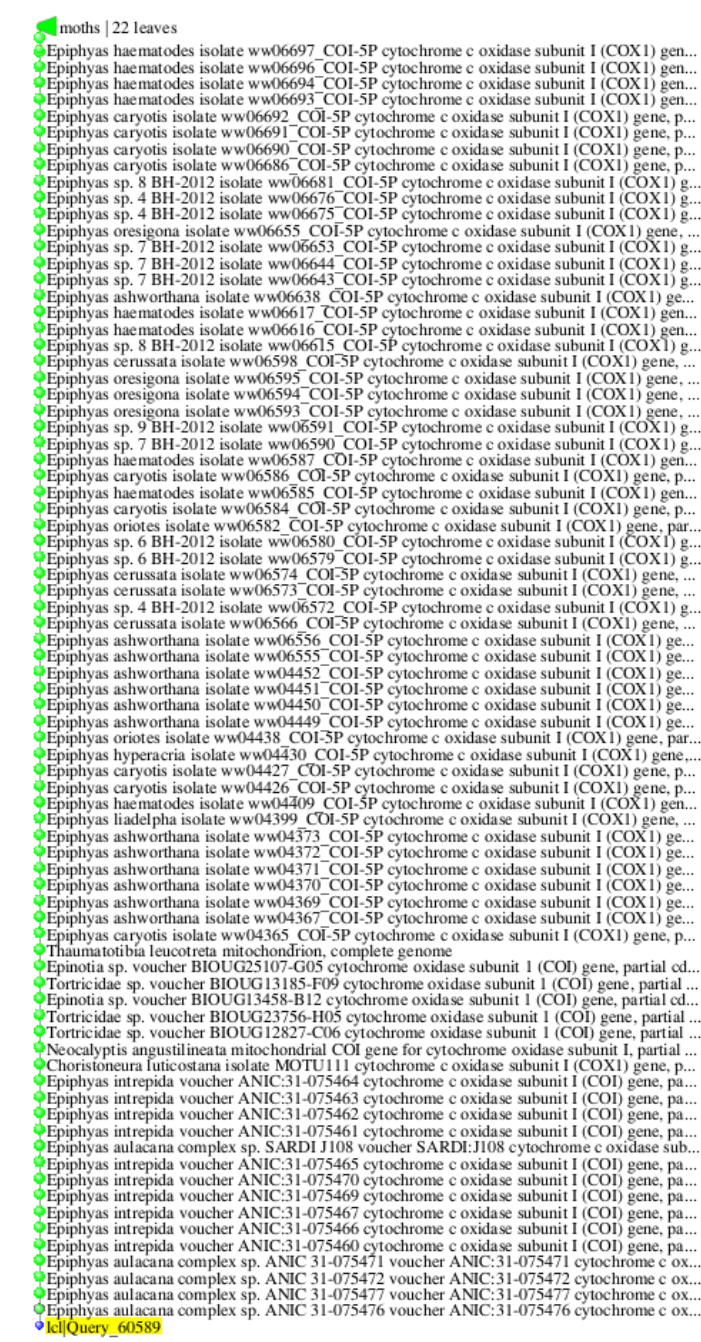 moths | 22 leaves
Epiphyas haematodes isolate ww06697_COI-5P cytochrome c oxidase subunit I (COX1) gen...
Epiphyas haematodes isolate ww06696_COI-5P cytochrome c oxidase subunit I (COX1) gen...
Epiphyas haematodes isolate ww06694_COI-5P cytochrome c oxidase subunit I (COX1) gen...
Epiphyas haematodes isolate ww06693_COI-5P cytochrome c oxidase subunit I (COX1) gen...
Epiphyas caryotis isolate ww06692_COI-5P cytochrome c oxidase subunit I (COX1) gene, p...
Epiphyas caryotis isolate ww06691_COI-5P cytochrome c oxidase subunit I (COX1) gene, p...
Epiphyas caryotis isolate ww06690_COI-5P cytochrome c oxidase subunit I (COX1) gene, p...
Epiphyas caryotis isolate ww06686_COI-5P cytochrome c oxidase subunit I (COX1) gene, p...
Epiphyas sp. 8 BH-2012 isolate ww06681_COI-5P cytochrome c oxidase subunit I (COX1) g...
Epiphyas sp. 4 BH-2012 isolate ww06676_COI-5P cytochrome c oxidase subunit I (COX1) g...
Epiphyas sp. 4 BH-2012 isolate ww06675_COI-5P cytochrome c oxidase subunit I (COX1) g...
Epiphyas oresigona isolate ww06655_COI-5P cytochrome c oxidase subunit I (COX1) gene, ...
Epiphyas sp. 7 BH-2012 isolate ww06653_COI-5P cytochrome c oxidase subunit I (COX1) g...
Epiphyas sp. 7 BH-2012 isolate ww06644_COI-5P cytochrome c oxidase subunit I (COX1) g...
Epiphyas sp. 7 BH-2012 isolate ww06643_COI-5P cytochrome c oxidase subunit I (COX1) g...
Epiphyas ashworthana isolate ww06638_COI-5P cytochrome c oxidase subunit I (COX1) ge...
Epiphyas haematodes isolate ww06617_COI-5P cytochrome c oxidase subunit I (COX1) gen...
Epiphyas haematodes isolate ww06616_COI-5P cytochrome c oxidase subunit I (COX1) gen...
Epiphyas sp. 8 BH-2012 isolate ww06615_COI-5P cytochrome c oxidase subunit I (COX1) g...
Epiphyas cerussata isolate ww06598_COI-5P cytochrome c oxidase subunit I (COX1) gene, ...
Epiphyas oresigona isolate ww06595_COI-5P cytochrome c oxidase subunit I (COX1) gene, ...
Epiphyas oresigona isolate ww06594_COI-5P cytochrome c oxidase subunit I (COX1) gene, ...
Epiphyas oresigona isolate ww06593_COI-5P cytochrome c oxidase subunit I (COX1) gene, ...
Epiphyas sp. 9 BH-2012 isolate ww06591_COI-5P cytochrome c oxidase subunit I (COX1) g...
Epiphyas sp. 7 BH-2012 isolate ww06590_COI-5P cytochrome c oxidase subunit I (COX1) g...
Epiphyas haematodes isolate ww06587_COI-5P cytochrome c oxidase subunit I (COX1) gen...
Epiphyas caryotis isolate ww06586_COI-5P cytochrome c oxidase subunit I (COX1) gene, p...
Epiphyas haematodes isolate ww06585_COI-5P cytochrome c oxidase subunit I (COX1) gen...
Epiphyas caryotis isolate ww06584_COI-5P cytochrome c oxidase subunit I (COX1) gene, p...
Epiphyas oriotes isolate ww06582_COI-5P cytochrome c oxidase subunit I (COX1) gene, par...
Epiphyas sp. 6 BH-2012 isolate ww06580_COI-5P cytochrome c oxidase subunit I (COX1) g...
Epiphyas sp. 6 BH-2012 isolate ww06579_COI-5P cytochrome c oxidase subunit I (COX1) g...
Epiphyas cerussata isolate ww06574_COI-5P cytochrome c oxidase subunit I (COX1) gene, ...
Epiphyas cerussata isolate ww06573_COI-5P cytochrome c oxidase subunit I (COX1) gene, ...
Epiphyas sp. 4 BH-2012 isolate ww06572_COI-5P cytochrome c oxidase subunit I (COX1) g...
Epiphyas cerussata isolate ww06566_COI-5P cytochrome c oxidase subunit I (COX1) gene, ...
Epiphyas ashworthana isolate ww06556_COI-5P cytochrome c oxidase subunit I (COX1) ge...
Epiphyas ashworthana isolate ww06555_COI-5P cytochrome c oxidase subunit I (COX1) ge...
Epiphyas ashworthana isolate ww04452_COI-5P cytochrome c oxidase subunit I (COX1) ge...
Epiphyas ashworthana isolate ww04451_COI-5P cytochrome c oxidase subunit I (COX1) ge...
Epiphyas ashworthana isolate ww04450_COI-5P cytochrome c oxidase subunit I (COX1) ge...
Epiphyas ashworthana isolate ww04449_COI-5P cytochrome c oxidase subunit I (COX1) ge...
Epiphyas oriotes isolate ww04438_COI-5P cytochrome c oxidase subunit I (COX1) gene, par...
Epiphyas hyperacria isolate ww04430_COI-5P cytochrome c oxidase subunit I (COX1) gene,...
Epiphyas caryotis isolate ww04427_COI-5P cytochrome c oxidase subunit I (COX1) gene, p...
Epiphyas caryotis isolate ww04426_COI-5P cytochrome c oxidase subunit I (COX1) gene, p...
Epiphyas haematodes isolate ww04409_COI-5P cytochrome c oxidase subunit I (COX1) gen...
Epiphyas liadelpha isolate ww04399_COI-5P cytochrome c oxidase subunit I (COX1) gene, ...
Epiphyas ashworthana isolate ww04373_COI-5P cytochrome c oxidase subunit I (COX1) ge...
Epiphyas ashworthana isolate ww04372_COI-5P cytochrome c oxidase subunit I (COX1) ge...
Epiphyas ashworthana isolate ww04371_COI-5P cytochrome c oxidase subunit I (COX1) ge...
Epiphyas ashworthana isolate ww04370_COI-5P cytochrome c oxidase subunit I (COX1) ge...
Epiphyas ashworthana isolate ww04369_COI-5P cytochrome c oxidase subunit I (COX1) ge...
Epiphyas ashworthana isolate ww04367_COI-5P cytochrome c oxidase subunit I (COX1) ge...
Epiphyas caryotis isolate ww04365_COI-5P cytochrome c oxidase subunit I (COX1) gene, p...
Thaumatotibia leucotreta mitochondrion, complete genome
Epinotia sp. voucher BIOUG25107-G05 cytochrome oxidase subunit 1 (COI) gene, partial cd...
Tortricidae sp. voucher BIOUG13185-F09 cytochrome oxidase subunit 1 (COI) gene, partial ...
Epinotia sp. voucher BIOUG13458-B12 cytochrome oxidase subunit 1 (COI) gene, partial cd...
Tortricidae sp. voucher BIOUG23756-H05 cytochrome oxidase subunit 1 (COI) gene, partial ...
Tortricidae sp. voucher BIOUG12827-C06 cytochrome oxidase subunit 1 (COI) gene, partial ...
Neocalyptis angustilineata mitochondrial COI gene for cytochrome oxidase subunit I, partial ...
Choristoneura luticostana isolate MOTU111 cytochrome c oxidase subunit I (COX1) gene, p...
Epiphyas intrepida voucher ANIC:31-075464 cytochrome c oxidase subunit I (COI) gene, pa...
Epiphyas intrepida voucher ANIC:31-075463 cytochrome c oxidase subunit I (COI) gene, pa...
Epiphyas intrepida voucher ANIC:31-075462 cytochrome c oxidase subunit I (COI) gene, pa...
Epiphyas intrepida voucher ANIC:31-075461 cytochrome c oxidase subunit I (COI) gene, pa...
Epiphyas aulacana complex sp. SARDI J108 voucher SARDI:J108 cytochrome c oxidase sub...
Epiphyas intrepida voucher ANIC:31-075465 cytochrome c oxidase subunit I (COI) gene, pa...
Epiphyas intrepida voucher ANIC:31-075470 cytochrome c oxidase subunit I (COI) gene, pa...
Epiphyas intrepida voucher ANIC:31-075469 cytochrome c oxidase subunit I (COI) gene, pa...
Epiphyas intrepida voucher ANIC:31-075467 cytochrome c oxidase subunit I (COI) gene, pa...
Epiphyas intrepida voucher ANIC:31-075466 cytochrome c oxidase subunit I (COI) gene, pa...
Epiphyas intrepida voucher ANIC:31-075460 cytochrome c oxidase subunit I (COI) gene, pa...
Epiphyas aulacana complex sp. ANIC 31-075471 voucher ANIC:31-075471 cytochrome c ox...
Epiphyas aulacana complex sp. ANIC 31-075472 voucher ANIC:31-075472 cytochrome c ox...
Epiphyas aulacana complex sp. ANIC 31-075477 voucher ANIC:31-075477 cytochrome c ox...
Epiphyas aulacana complex sp. ANIC 31-075476 voucher ANIC:31-075476 cytochrome c ox...
lcl|Query_60589